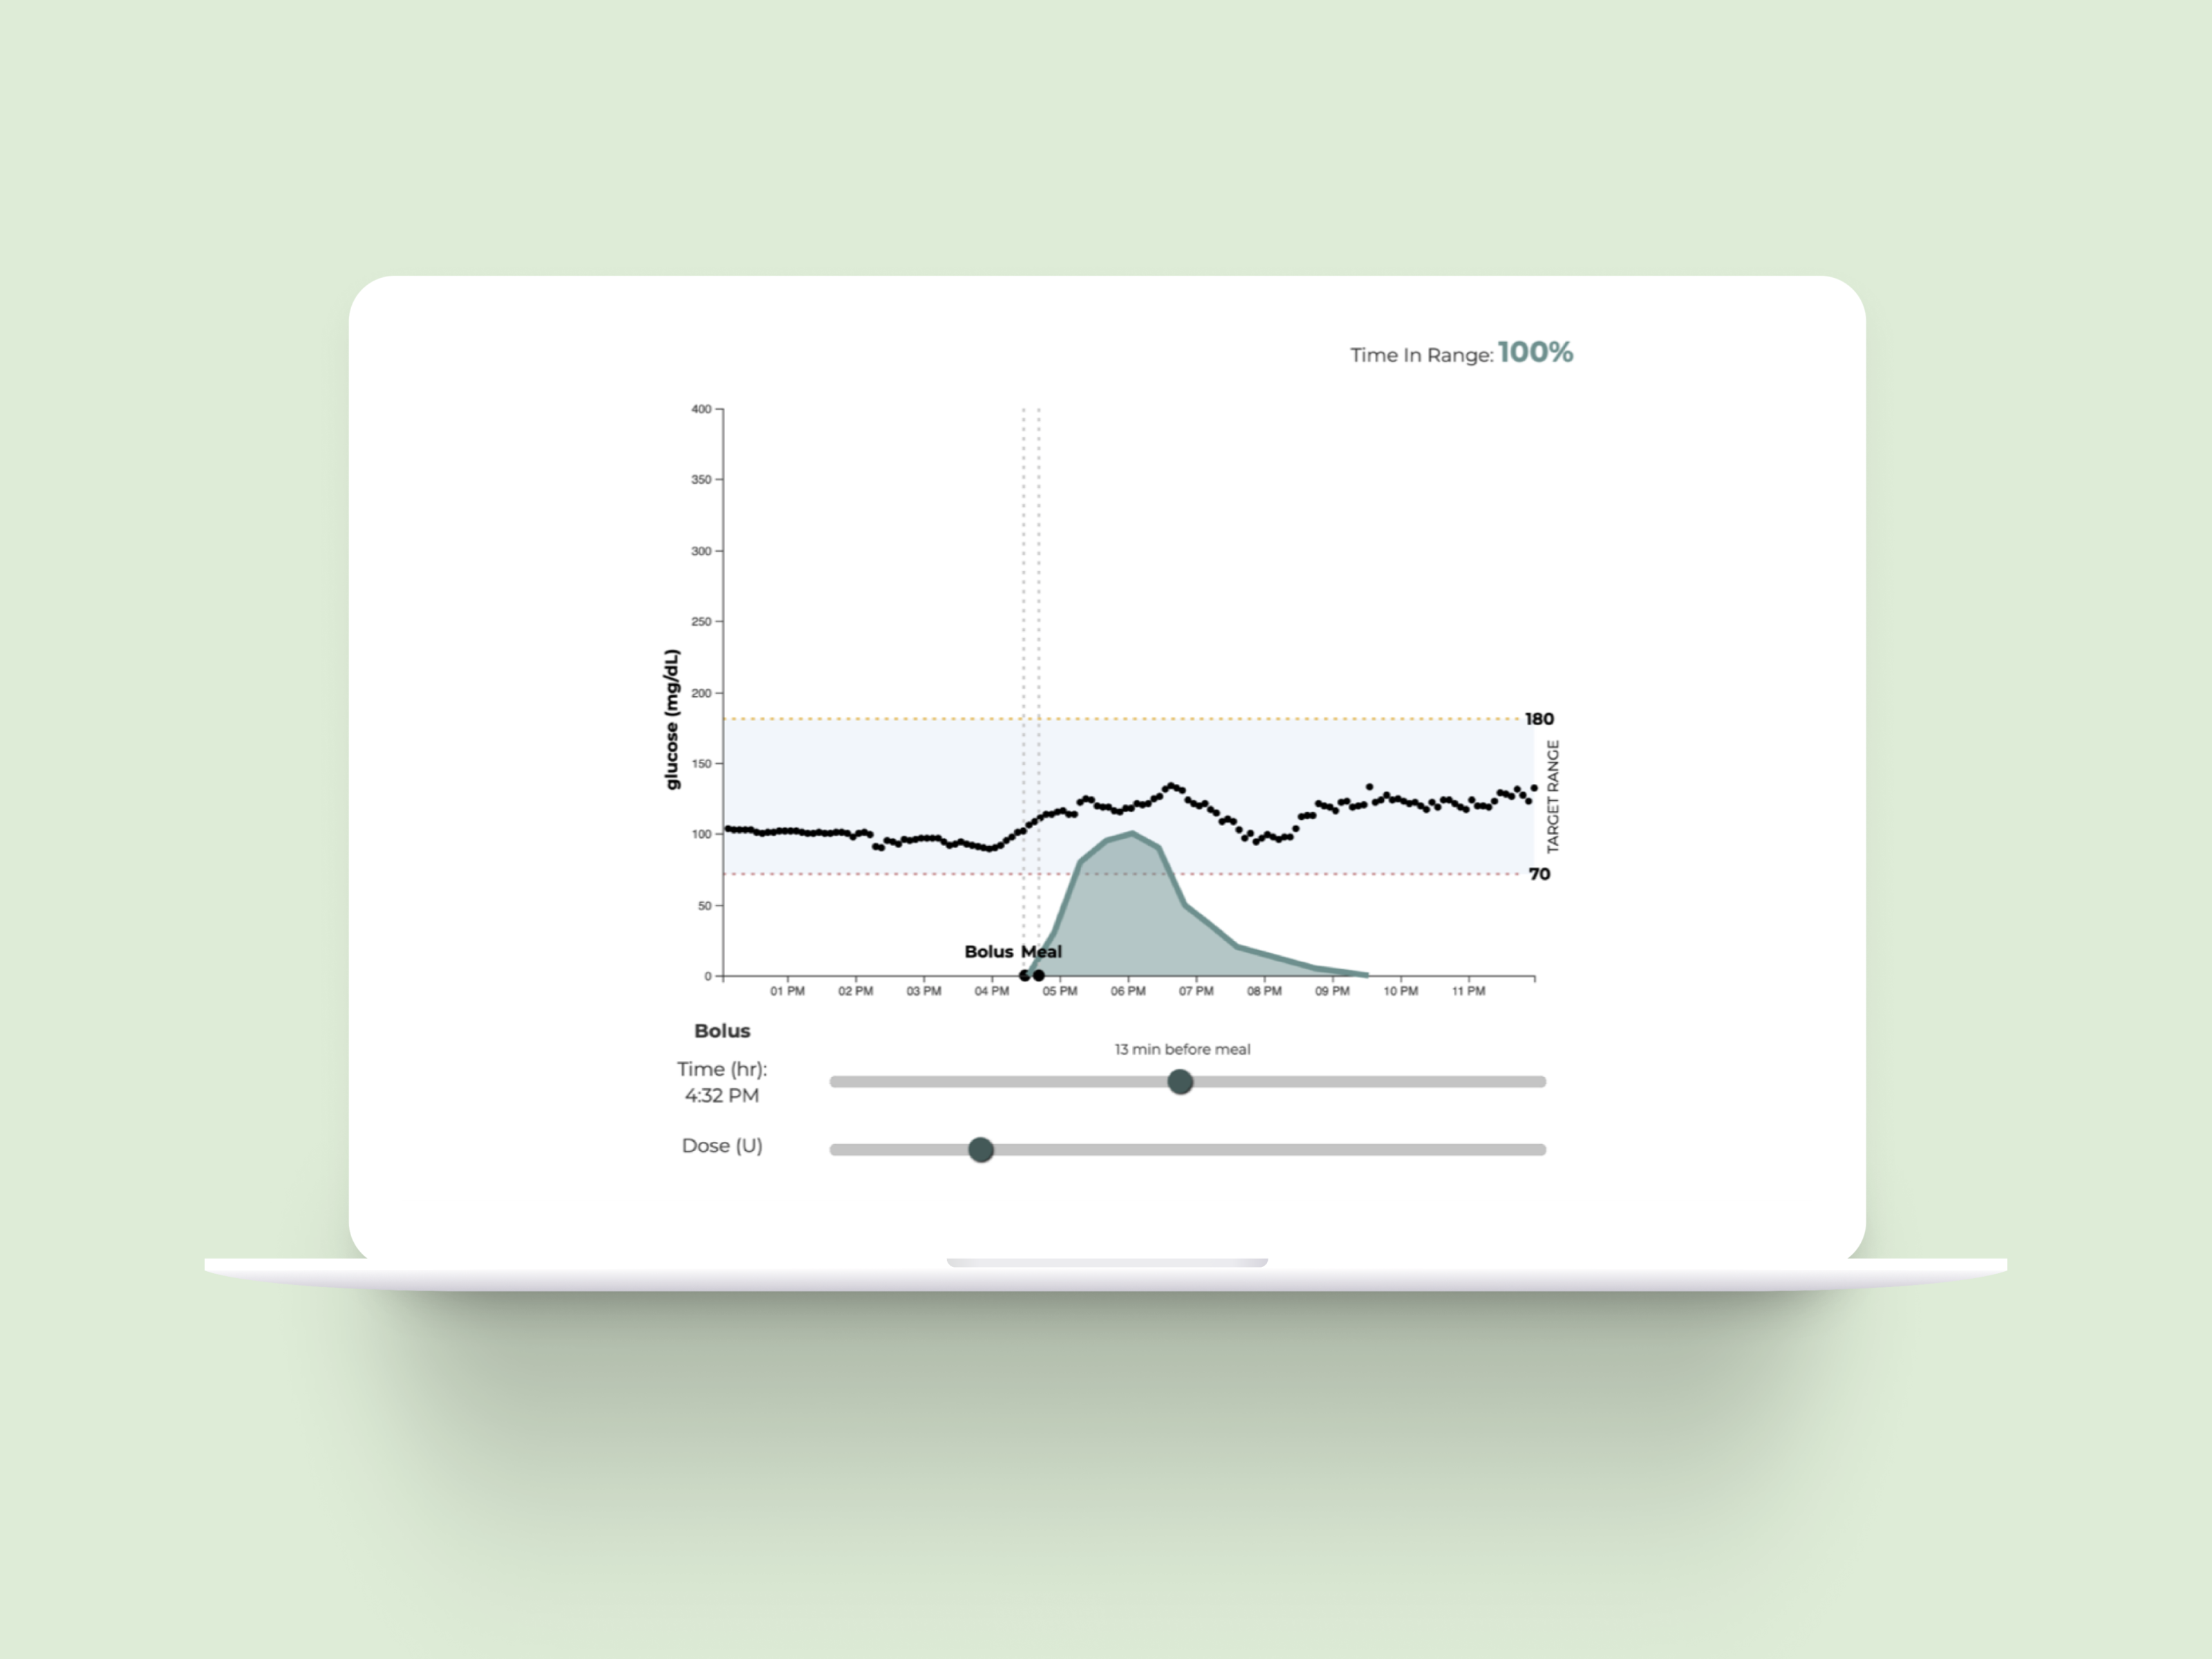 Time In Range: 100%
400
350
300
250
200
150
100
50
0
glucose (mg/dL)
180
TARGET RANGE
70
Bolus Meal
01 PM 02 PM 03 PM 04 PM 05 PM 06 PM 07 PM 08 PM 09 PM 10 PM 11 PM
Bolus
13 min before meal
Time (hr):
4:32 PM
Dose (U)